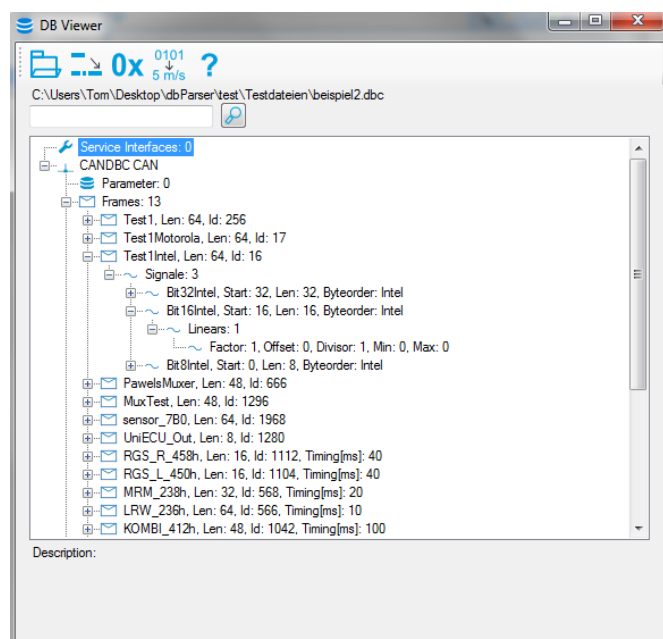 DB Viewer
0x
0101
5 m/s
?
C:\Users\Tom\Desktop\dbParser\test\Testdateien\beispiel2.dbc
Service Interfaces: 0
CANDBC CAN
Parameter: 0
Frames: 13
Test1, Len: 64, Id: 256
Test1Motorola, Len: 64, Id: 17
Test1Intel, Len: 64, Id: 16
Signale: 3
Bit32Intel, Start: 32, Len: 32, Byteorder: Intel
Bit16Intel, Start: 16, Len: 16, Byteorder: Intel
Linears: 1
Factor: 1, Offset: 0, Divisor: 1, Min: 0, Max: 0
Bit8Intel, Start: 0, Len: 8, Byteorder: Intel
PawelsMuxer, Len: 48, Id: 666
MuxTest, Len: 48, Id: 1296
sensor_7B0, Len: 64, Id: 1968
UniECU_Out, Len: 8, Id: 1280
RGS_R_458h, Len: 16, Id: 1112, Timing[ms]: 40
RGS_L_450h, Len: 16, Id: 1104, Timing[ms]: 40
MRM_238h, Len: 32, Id: 568, Timing[ms]: 20
LRW_236h, Len: 64, Id: 566, Timing[ms]: 10
KOMBI_412h, Len: 48, Id: 1042, Timing[ms]: 100
Description: